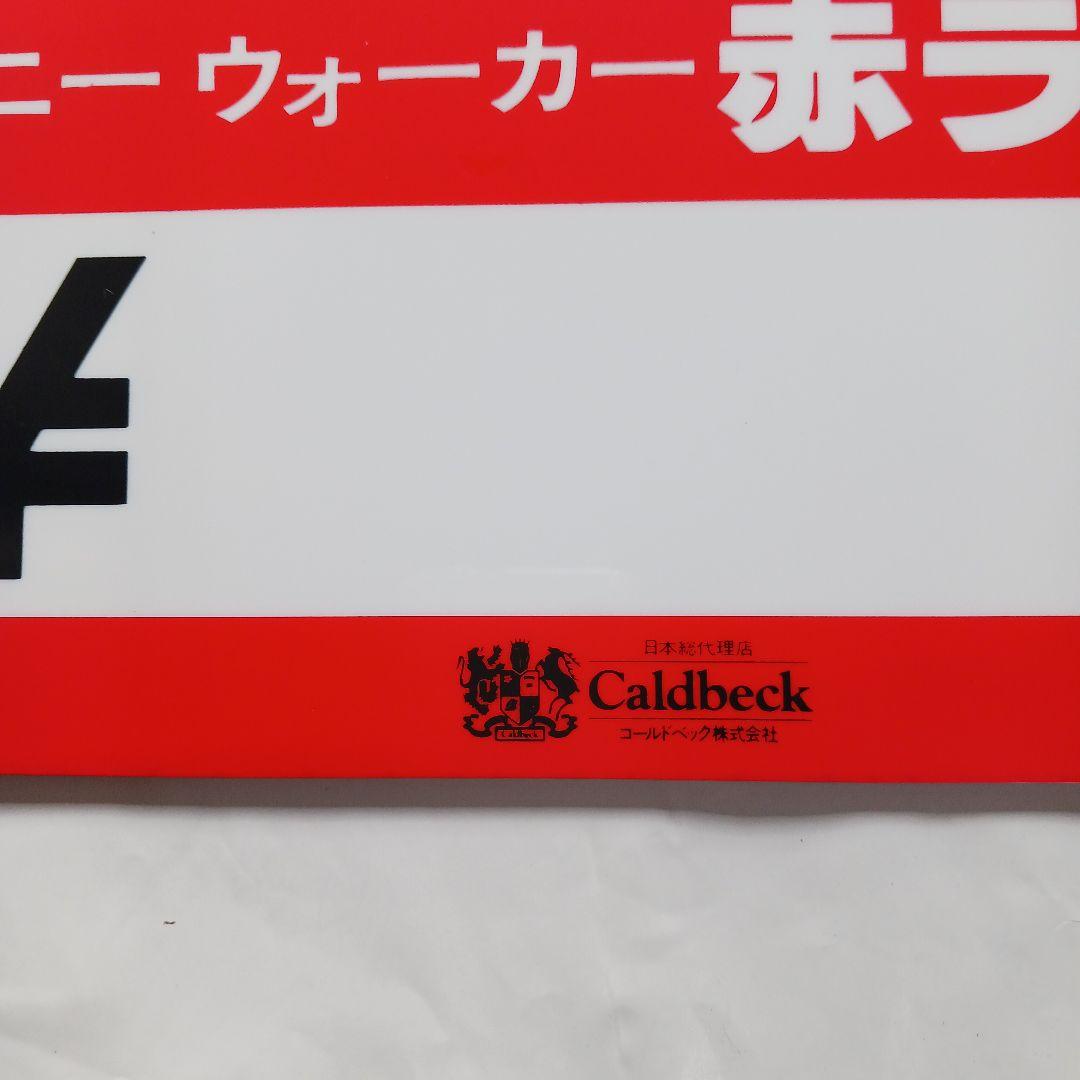 ニー ウォーカー赤ラ
¥
日本総代理店
Caldbeck
Caldbeck
コールドベック株式会社